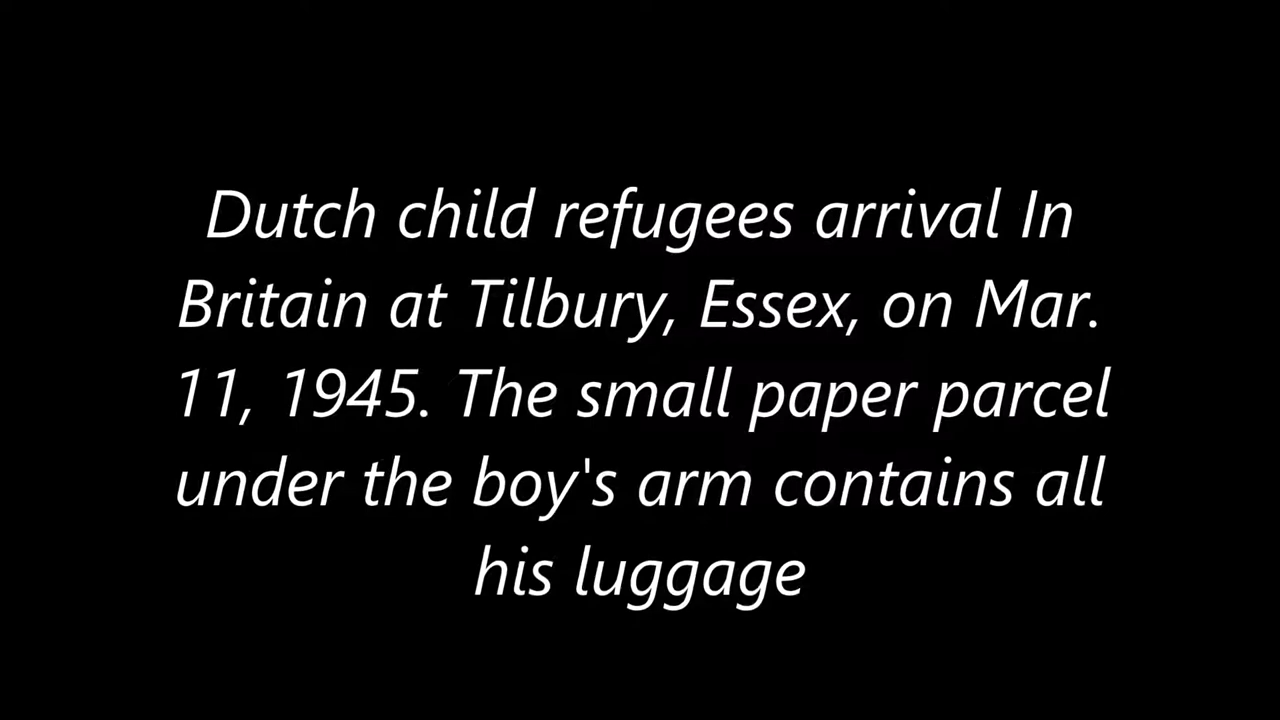 Dutch child refugees arrival In
Britain at Tilbury, Essex, on Mar.
11, 1945. The small paper parcel
under the boy's arm contains all
his luggage